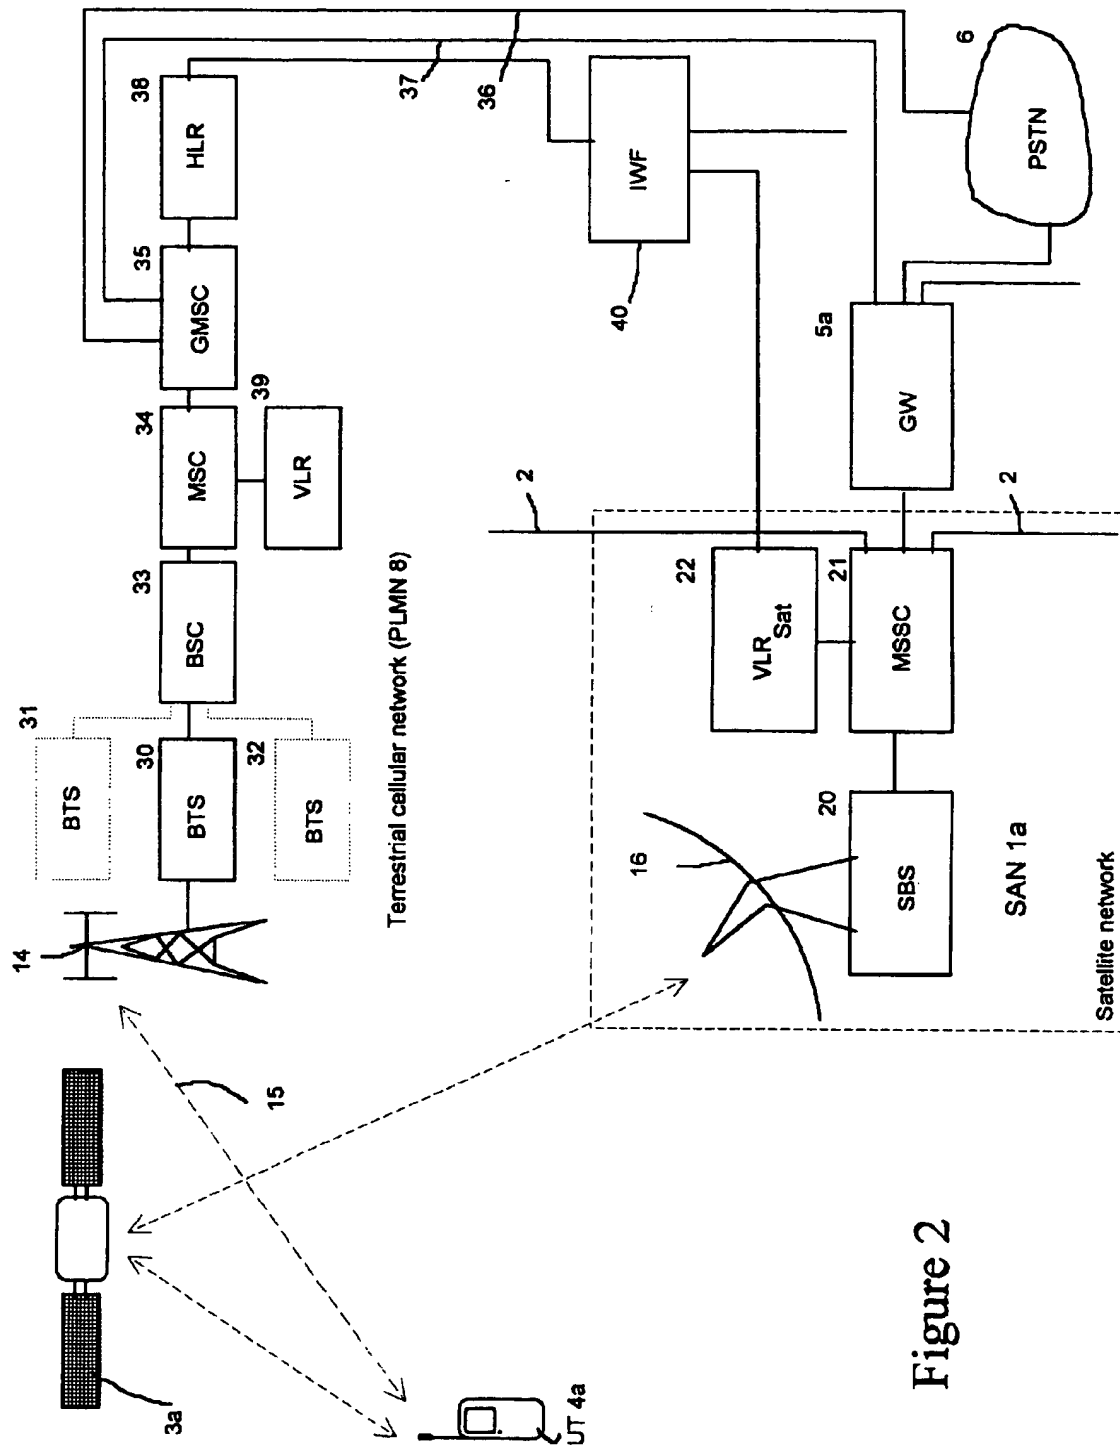 3a
UT 4a
15
14
BTS
31
BTS
30
BTS
32
BSC
33
MSC
34
VLR
39
GMSC
35
HLR
38
37
36
Terrestrial cellular network (PLMN 8)
IWF
40
PSTN
6
GW
5a
2
2
VLR Sat
22
MSSC
21
SBS
20
16
SAN 1a
Satellite network
Figure 2